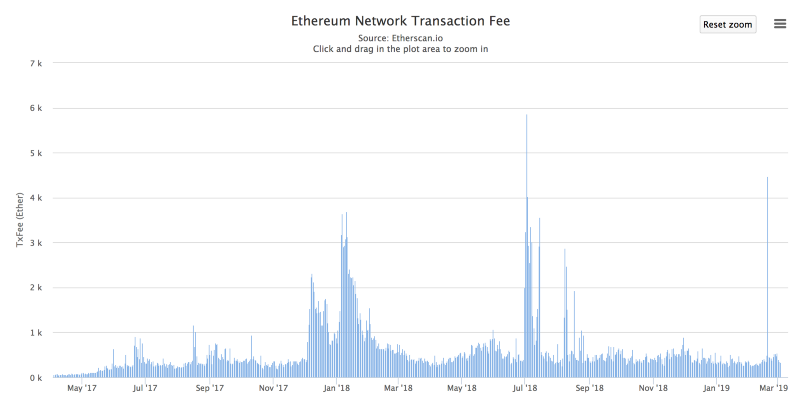 Ethereum Network Transaction Fee
Reset zoom
Source: Etherscan.io
Click and drag in the plot area to zoom in
TxFee (Ether)
7 k
6 k
5 k
4 k
3 k
2 k
1 k
0 k
May '17
Jul '17
Sep '17
Nov '17
Jan '18
Mar '18
May '18
Jul '18
Sep '18
Nov '18
Jan '19
Mar '19